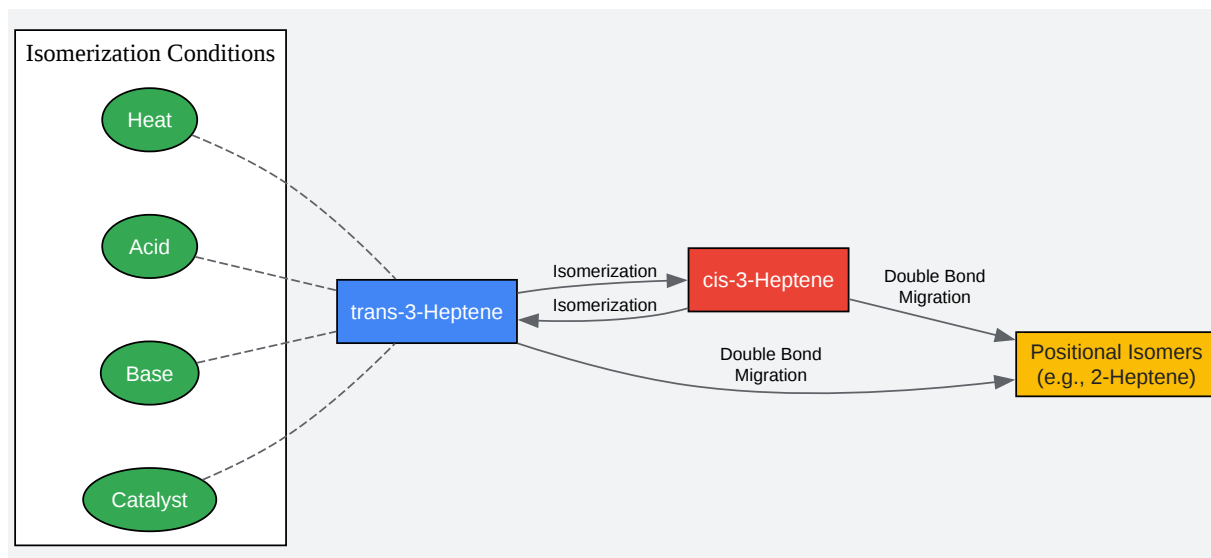 Isomerization Conditions
Heat
Acid
Base
Catalyst
trans-3-Heptene
Isomerization
Isomerization
cis-3-Heptene
Double Bond
Migration
Double Bond
Migration
Positional Isomers
(e.g., 2-Heptene)